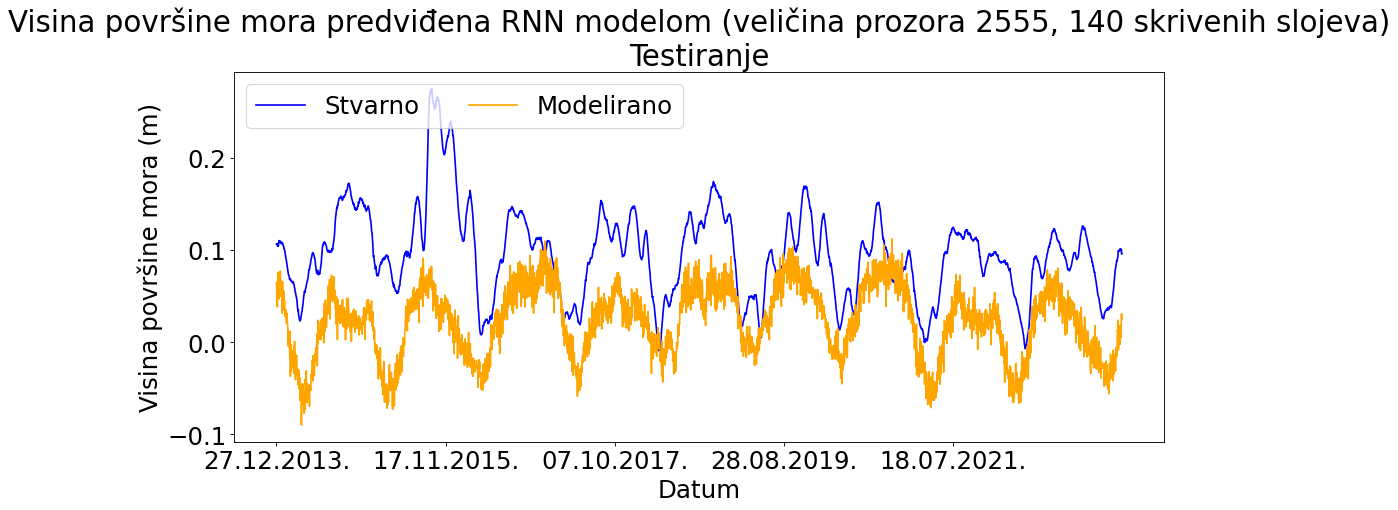 Visina površine mora predviđena RNN modelom (veličina prozora 2555, 140 skrivenih slojeva)
Testiranje
Stvarno
Modelirano
Visina površine mora (m)
0.2
0.1
0.0
−0.1
27.12.2013.
17.11.2015.
07.10.2017.
28.08.2019.
18.07.2021.
Datum